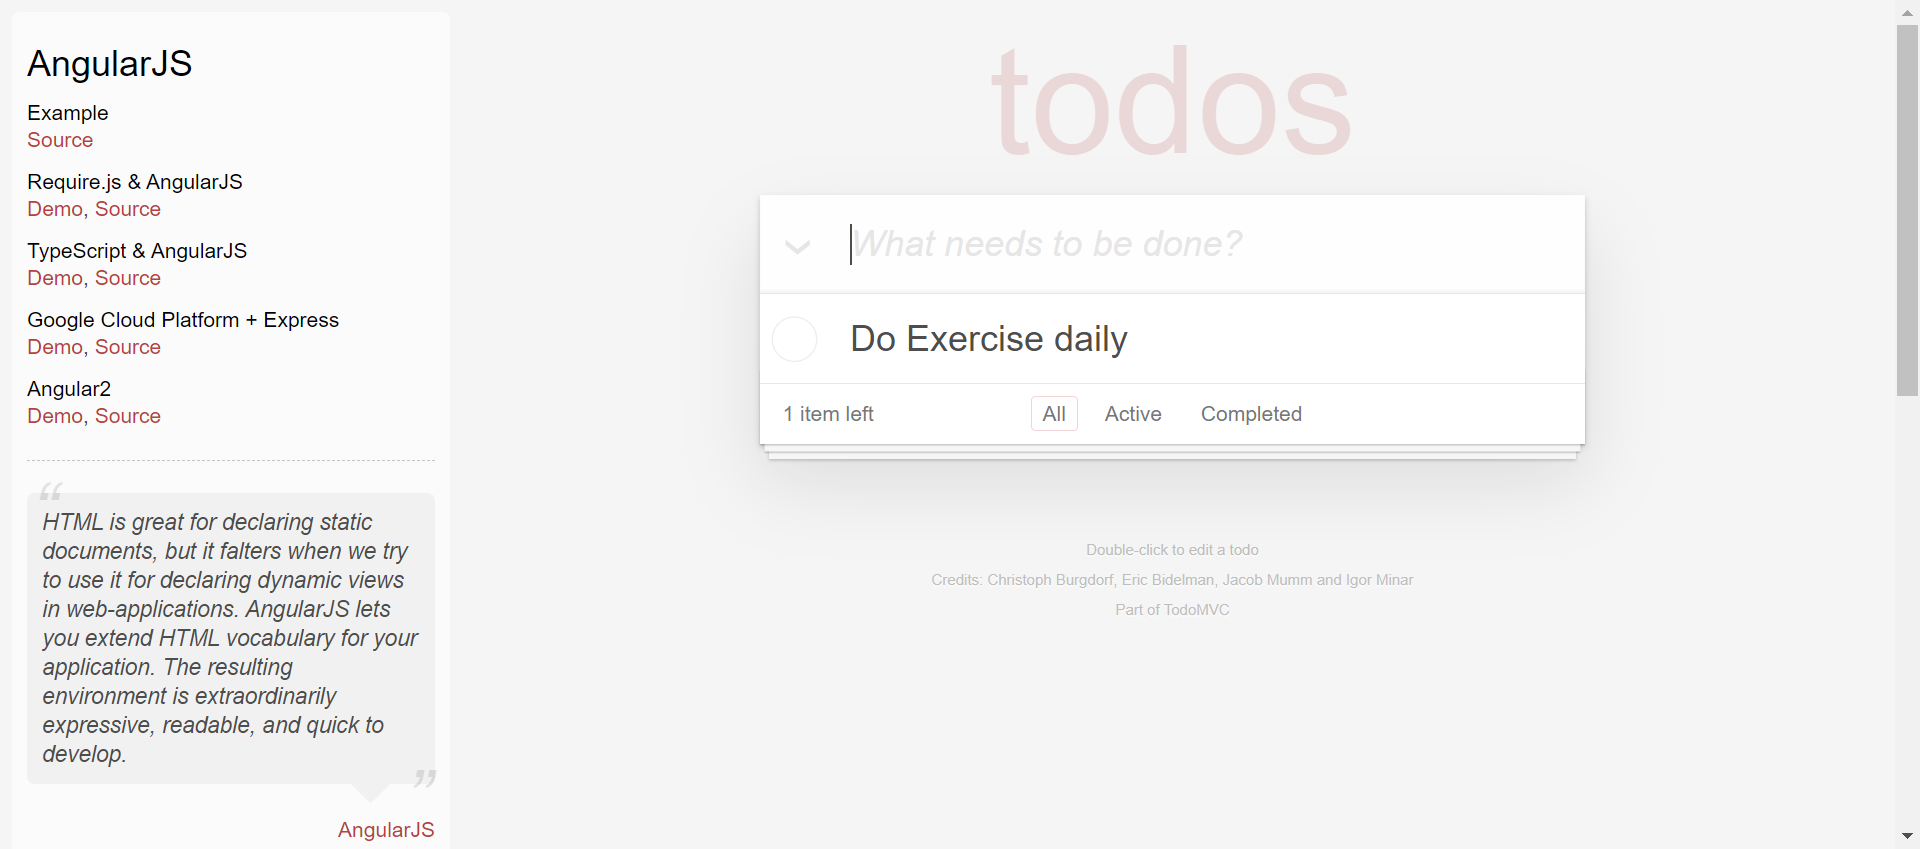 AngularJS
Example
Source
Require.js & AngularJS
Demo, Source
TypeScript & AngularJS
Demo, Source
Google Cloud Platform + Express
Demo, Source
Angular2
Demo, Source
“
HTML is great for declaring static
documents, but it falters when we try
to use it for declaring dynamic views
in web-applications. AngularJS lets
you extend HTML vocabulary for your
application. The resulting
environment is extraordinarily
expressive, readable, and quick to
develop.
”
AngularJS
todos
What needs to be done?
Do Exercise daily
1 item left All Active Completed
Double-click to edit a todo
Credits: Christoph Burgdorf, Eric Bidelman, Jacob Mumm and Igor Minar
Part of TodoMVC